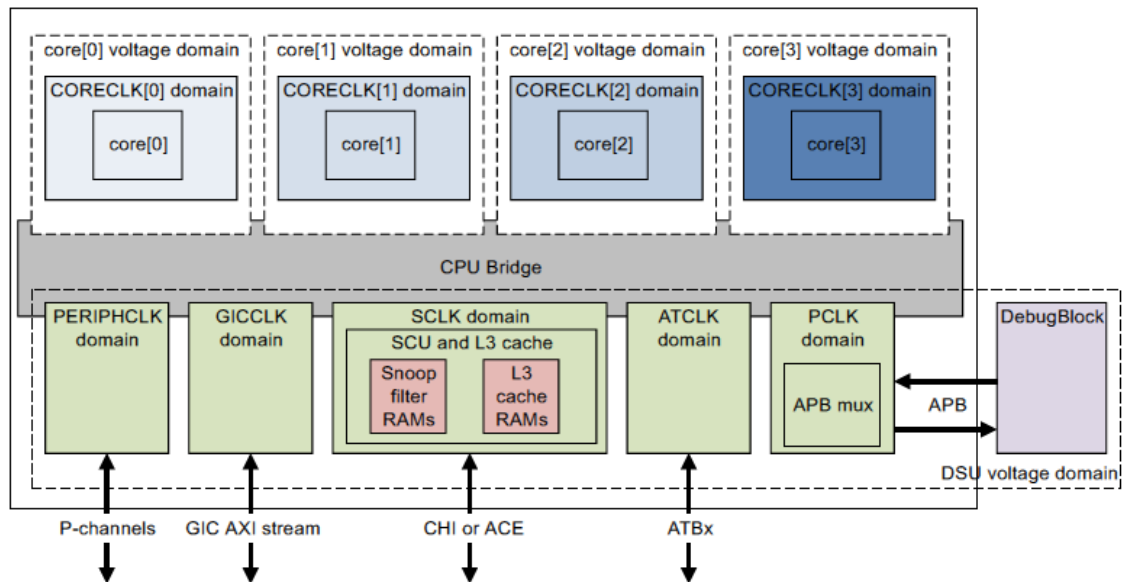 core[0] voltage domain
core[1] voltage domain
core[2] voltage domain
core[3] voltage domain
CORECLK[0] domain
CORECLK[1] domain
CORECLK[2] domain
CORECLK[3] domain
core[0]
core[1]
core[2]
core[3]
CPU Bridge
PERIPHCLK
domain
GICCLK
domain
SCLK domain
SCU and L3 cache
Snoop
filter
RAMs
L3
cache
RAMs
ATCLK
domain
PCLK
domain
APB mux
APB
DebugBlock
DSU voltage domain
P-channels
GIC AXI stream
CHI or ACE
ATBx